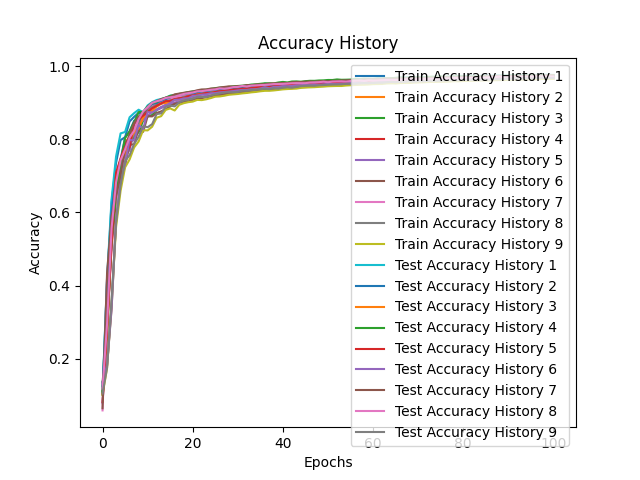 Accuracy History
1.0
0.8
0.6
0.4
0.2
Accuracy
Train Accuracy History 1
Train Accuracy History 2
Train Accuracy History 3
Train Accuracy History 4
Train Accuracy History 5
Train Accuracy History 6
Train Accuracy History 7
Train Accuracy History 8
Train Accuracy History 9
Test Accuracy History 1
Test Accuracy History 2
Test Accuracy History 3
Test Accuracy History 4
Test Accuracy History 5
Test Accuracy History 6
Test Accuracy History 7
Test Accuracy History 8
Test Accuracy History 9
0 20 40 60 80 100
Epochs